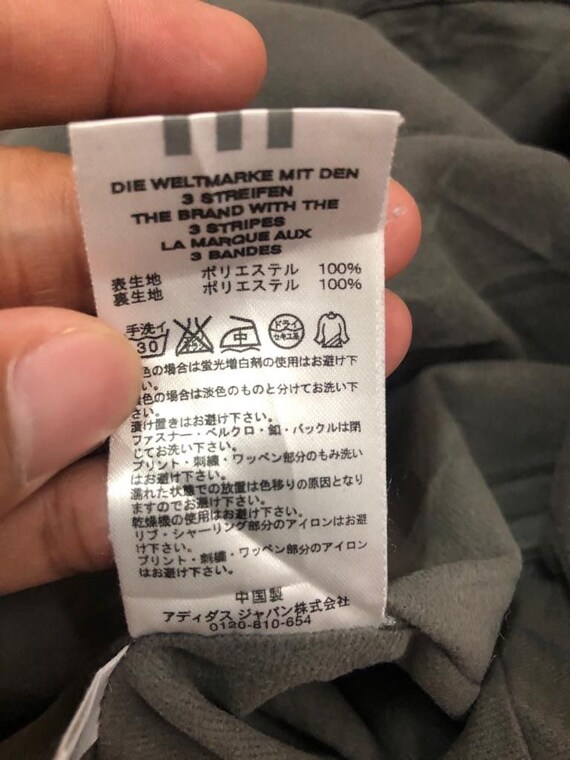 DIE WELTMARKE MIT DEN
3 STREIFEN
THE BRAND WITH THE
3 STRIPES
LA MARQUE AUX
3 BANDES
表生地 ポリエステル 100%
裏生地 ポリエステル 100%
手洗イ
30
エンソ
サラシ
中
ドライ
セキユ系
色の場合は蛍光増白剤の使用はお避け下
い。
色の場合は淡色のものと分けてお洗い下
さい。
漬け置きはお避け下さい。
ファスナー・ベルクロ・釦・バックルは閉
じてお洗い下さい。
プリント・刺繍・ワッペン部分のもみ洗い
はお避け下さい。
濡れた状態での放置は色移りの原因となり
ますのでお避け下さい。
乾燥機の使用はお避け下さい。
リブ・シャーリング部分のアイロンはお避
け下さい。
プリント・刺繍・ワッペン部分のアイロン
はお避け下さい。
中国製
アディダス ジャパン株式会社
0120-810-654